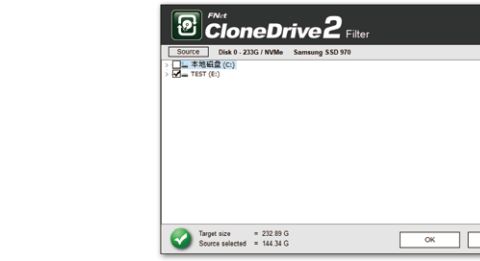 FNet
CloneDrive2 Filter
Source Disk 0 - 233G / NVMe Samsung SSD 970
本地磁盘 (C:)
TEST (E:)
Target size = 232.89 G
Source selected = 144.34 G
OK